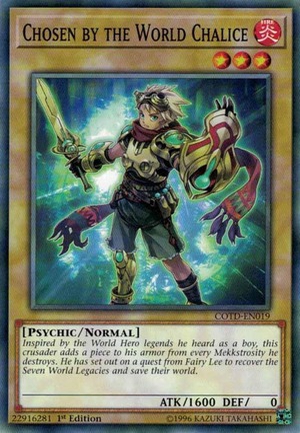 CHOSEN BY THE WORLD CHALICE
FIRE
炎
COTD-EN019
[PSYCHIC/NORMAL]
Inspired by the World Hero legends he heard as a boy, this
crusader adds a piece to his armor from every Mekkstrosity he
destroys. He has set out on a quest from Fairy Lee to recover the
Seven World Legacies and save their world.
ATK/1600 DEF/ 0
22916281 1st Edition ©1996 KAZUKI TAKAHASHI